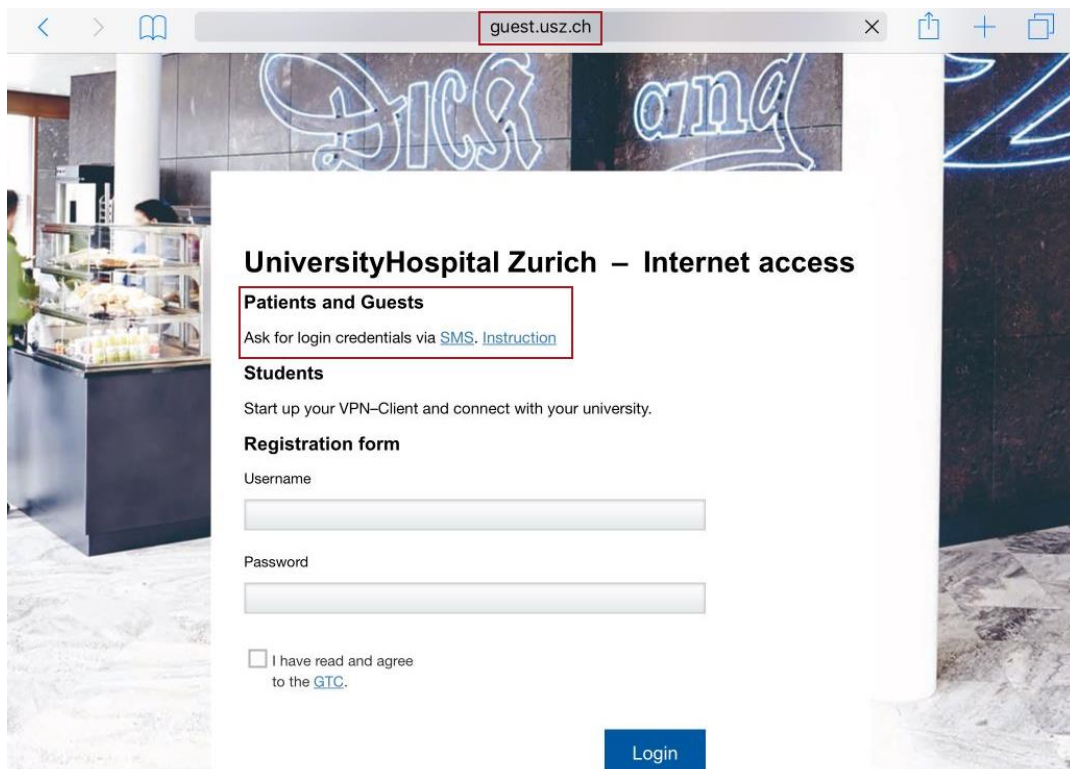 guest.usz.ch
Dick and
UniversityHospital Zurich – Internet access
Patients and Guests
Ask for login credentials via SMS. Instruction
Students
Start up your VPN–Client and connect with your university.
Registration form
Username
Password
I have read and agree
to the GTC.
Login